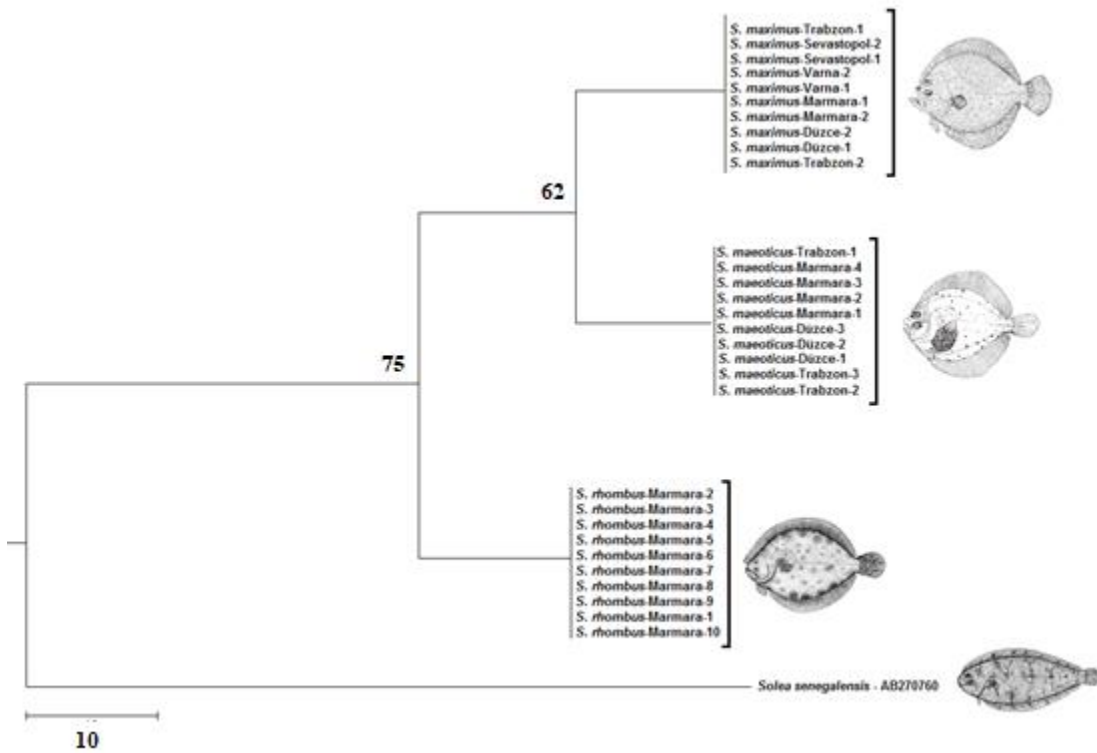 S. maximus-Trabzon-1
S. maximus-Sevastopol-2
S. maximus-Sevastopol-1
S. maximus-Varna-2
S. maximus-Varna-1
S. maximus-Marmara-1
S. maximus-Marmara-2
S. maximus-Düzce-2
S. maximus-Düzce-1
S. maximus-Trabzon-2
62
S. maeoticus-Trabzon-1
S. maeoticus-Marmara-4
S. maeoticus-Marmara-3
S. maeoticus-Marmara-2
S. maeoticus-Marmara-1
S. maeoticus-Düzce-3
S. maeoticus-Düzce-2
S. maeoticus-Düzce-1
S. maeoticus-Trabzon-3
S. maeoticus-Trabzon-2
75
S. rhombus-Marmara-2
S. rhombus-Marmara-3
S. rhombus-Marmara-4
S. rhombus-Marmara-5
S. rhombus-Marmara-6
S. rhombus-Marmara-7
S. rhombus-Marmara-8
S. rhombus-Marmara-9
S. rhombus-Marmara-1
S. rhombus-Marmara-10
Solea senegalensis - AB270760
10